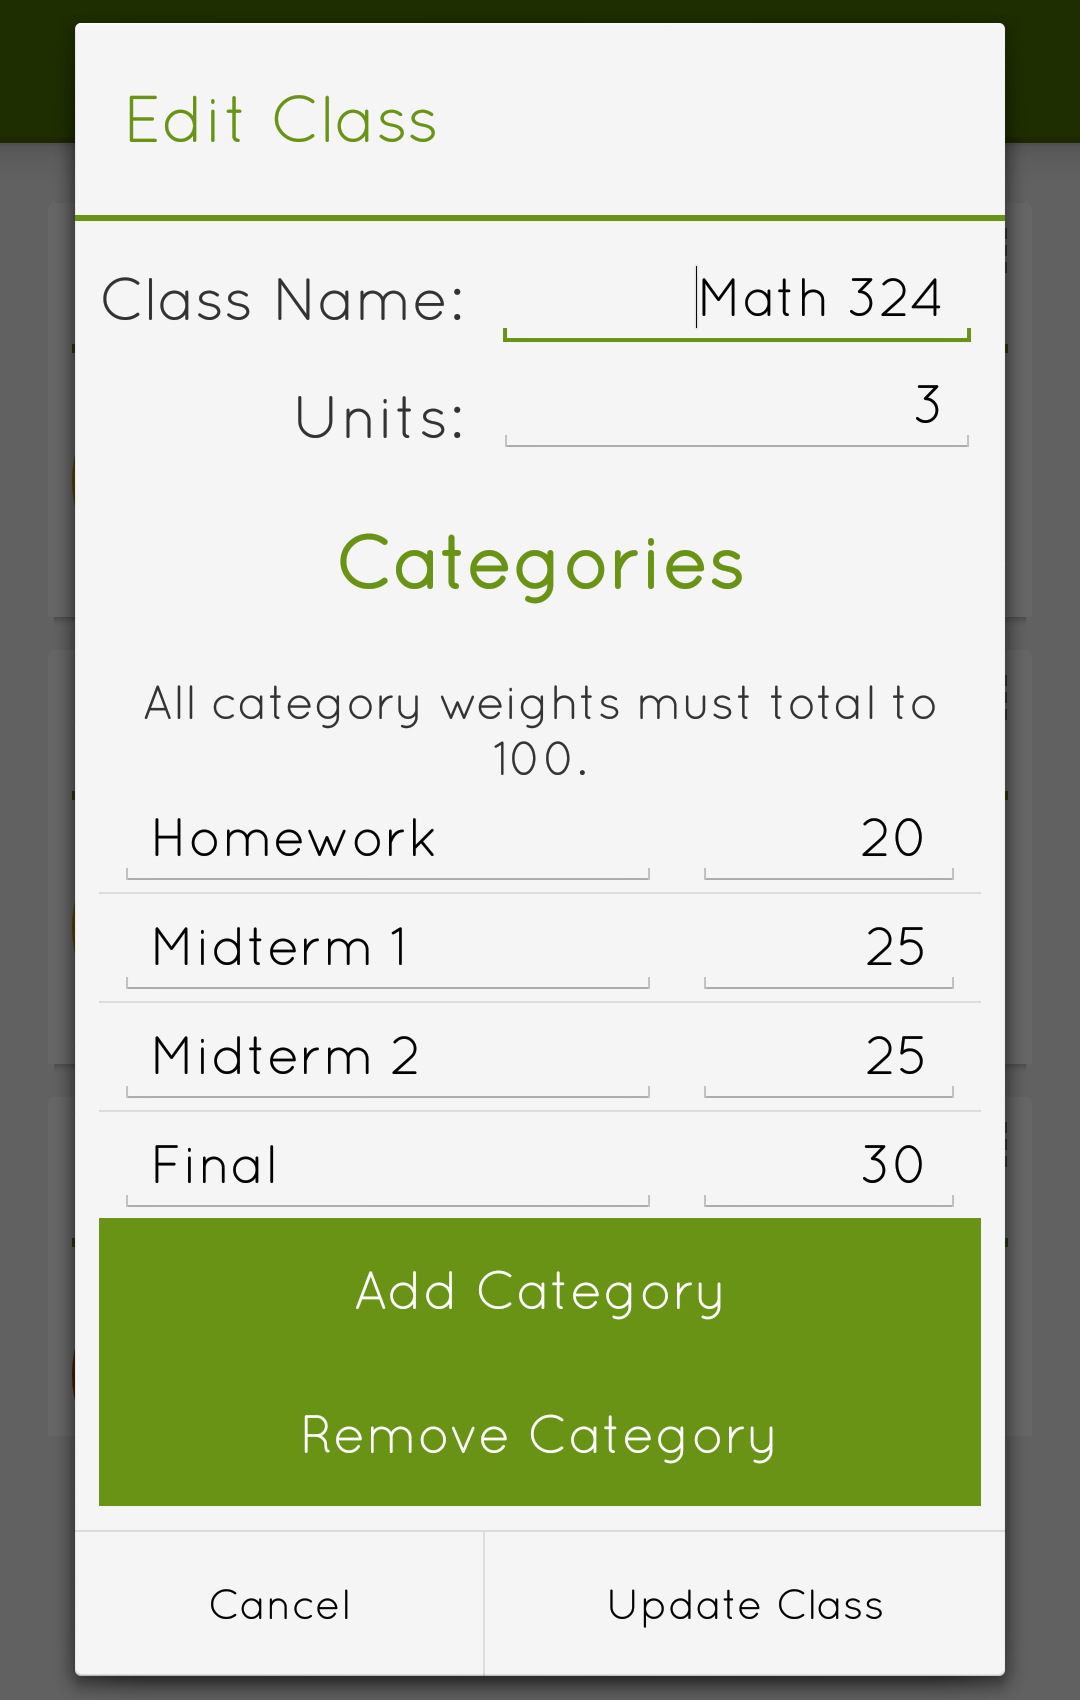 Edit Class
Class Name: Math 324
Units: 3
Categories
All category weights must total to
100.
Homework 20
Midterm 1 25
Midterm 2 25
Final 30
Add Category
Remove Category
Cancel Update Class